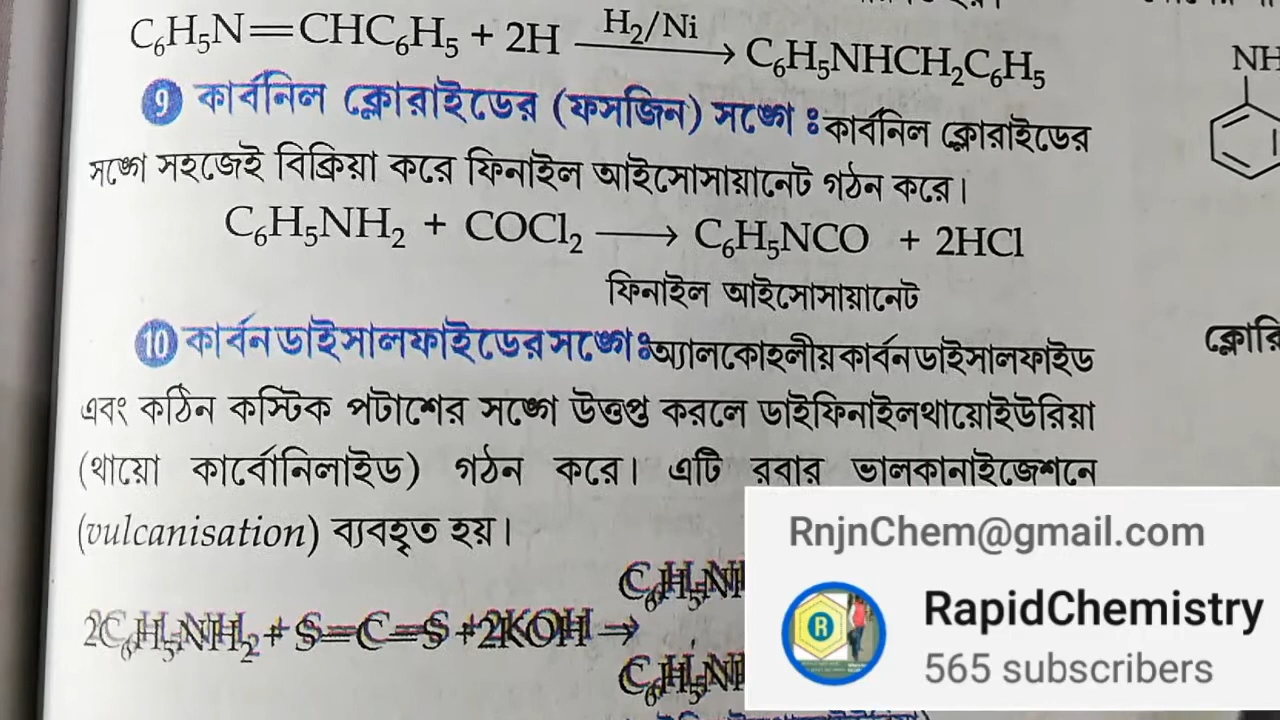 C₆H₅N=CHC₆H₅ + 2H —H₂/Ni→ C₆H₅NHCH₂C₆H₅
9 কার্বনিল ক্লোরাইডের (ফসজিন) সঙ্গে : কার্বনিল ক্লোরাইডের
সঙ্গে সহজেই বিক্রিয়া করে ফিনাইল আইসোসায়ানেট গঠন করে।
C₆H₅NH₂ + COCl₂ ⟶ C₆H₅NCO + 2HCl
ফিনাইল আইসোসায়ানেট
10 কার্বন ডাইসালফাইডের সঙ্গে : অ্যালকোহলীয় কার্বন ডাইসালফাইড
এবং কঠিন কস্টিক পটাশের সঙ্গে উত্তপ্ত করলে ডাইফিনাইলথায়োইউরিয়া
(থায়ো কার্বোনিলাইড) গঠন করে। এটি রবার ভালকানাইজেশনে
(vulcanisation) ব্যবহৃত হয়।
C₆H₅NH
2C₆H₅NH₂ + S=C=S + 2KOH →
C₆H₅NH
NH
ক্লোরি
RnjnChem@gmail.com
R
RapidChemistry
565 subscribers